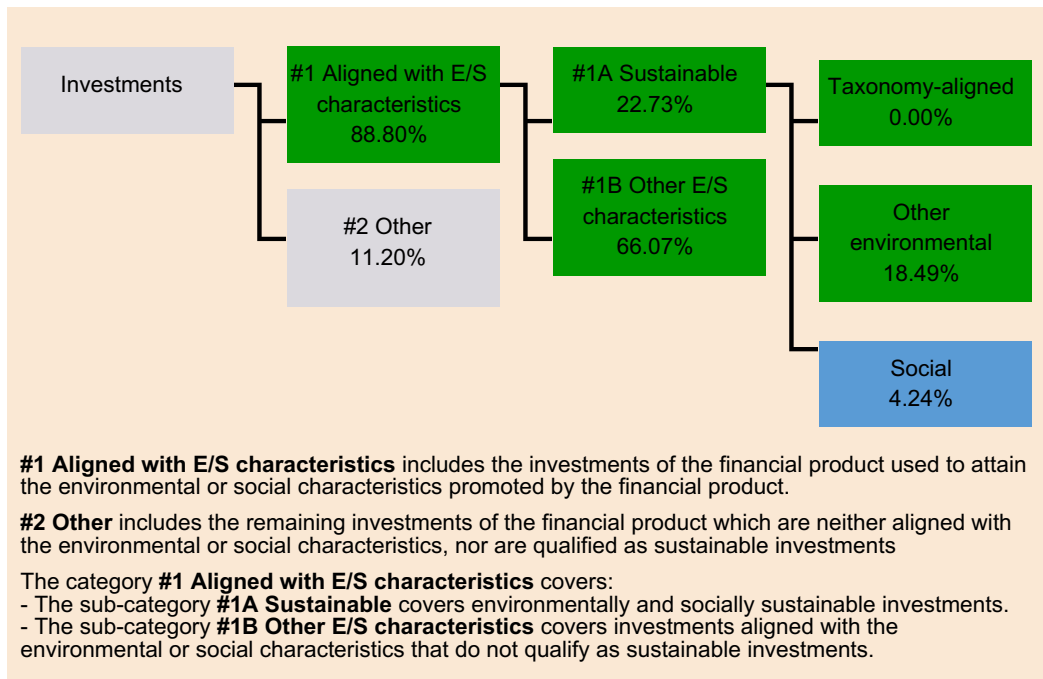 Investments
#1 Aligned with E/S
characteristics
88.80%
#2 Other
11.20%
#1A Sustainable
22.73%
#1B Other E/S
characteristics
66.07%
Taxonomy-aligned
0.00%
Other
environmental
18.49%
Social
4.24%
#1 Aligned with E/S characteristics includes the investments of the financial product used to attain
the environmental or social characteristics promoted by the financial product.
#2 Other includes the remaining investments of the financial product which are neither aligned with
the environmental or social characteristics, nor are qualified as sustainable investments
The category #1 Aligned with E/S characteristics covers:
- The sub-category #1A Sustainable covers environmentally and socially sustainable investments.
- The sub-category #1B Other E/S characteristics covers investments aligned with the
environmental or social characteristics that do not qualify as sustainable investments.